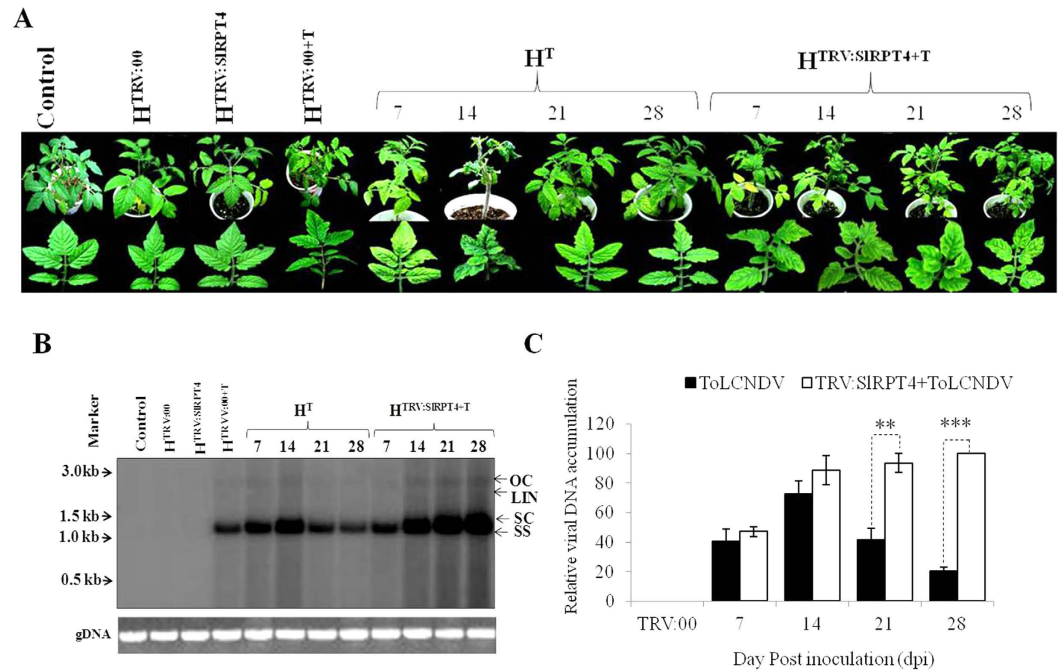 A
Control
H^TRV:00
H^TRV:SlRPT4
H^TRV:00+T
H^T
H^TRV:SlRPT4+T
7 14 21 28 7 14 21 28
B
Marker
Control
H^TRV:00
H^TRV:SlRPT4
H^TRVV:00+T
H^T
H^TRV:SlRPT4+T
7 14 21 28 7 14 21 28
3.0 kb
1.5 kb
1.0 kb
0.5 kb
OC
LIN
SC
SS
gDNA
C
ToLCNDV TRV:SlRPT4+ToLCNDV
Relative viral DNA accumulation
120
100
80
60
40
20
0
** ***
TRV:00 7 14 21 28
Day Post inoculation (dpi)